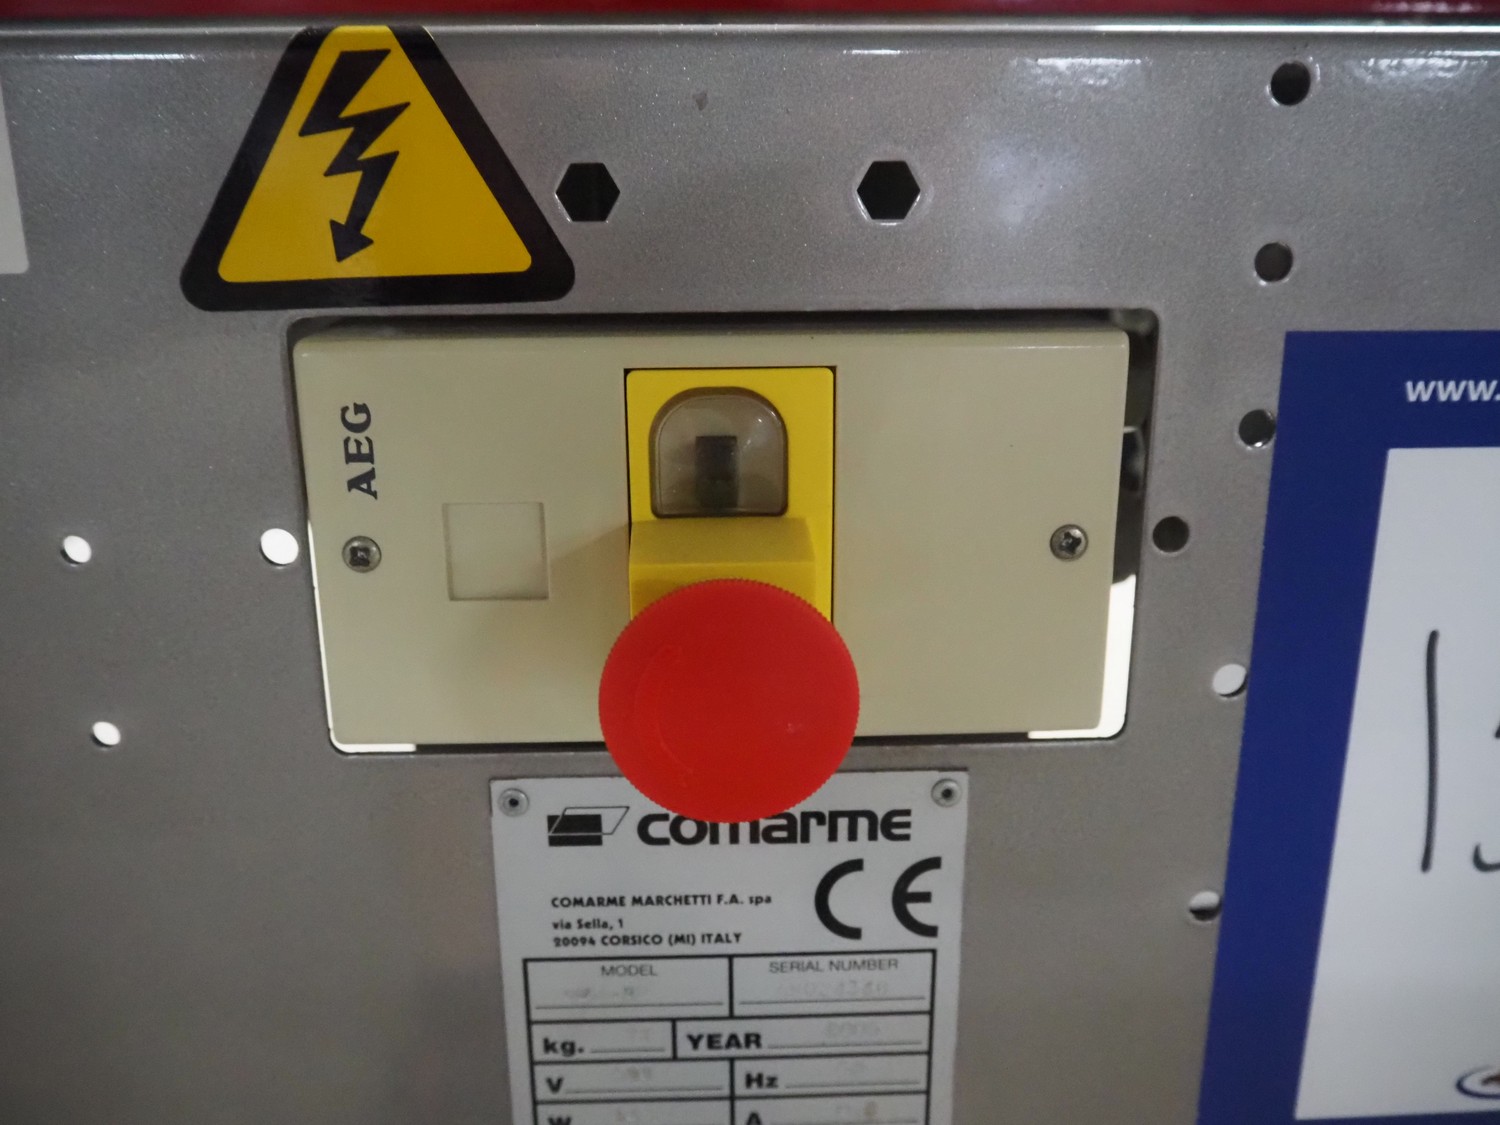 www.
AEG
comarme
CE
COMARME MARCHETTI F.A. spa
via Sella, 1
20094 CORSICO (MI) ITALY
MODEL
SERIAL NUMBER
kg.
YEAR
V
Hz
W
A